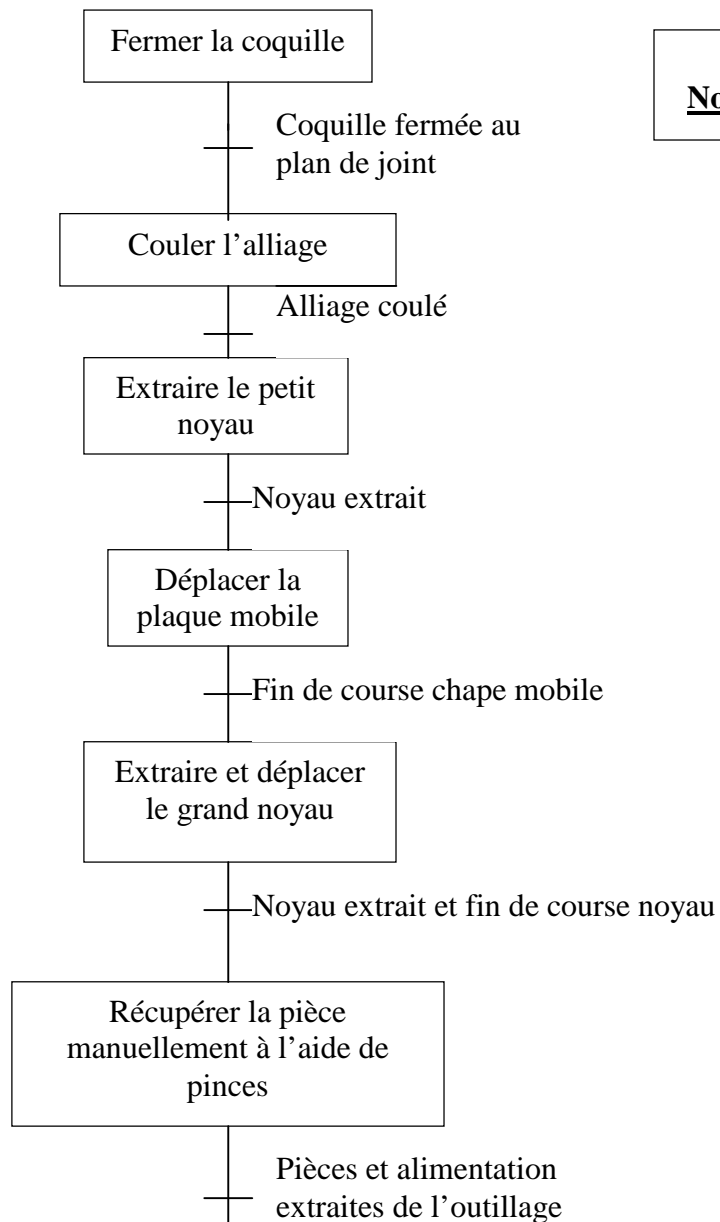 Fermer la coquille
No
Coquille fermée au
plan de joint
Couler l’alliage
Alliage coulé
Extraire le petit
noyau
Noyau extrait
Déplacer la
plaque mobile
Fin de course chape mobile
Extraire et déplacer
le grand noyau
Noyau extrait et fin de course noyau
Récupérer la pièce
manuellement à l’aide de
pinces
Pièces et alimentation
extraites de l’outillage